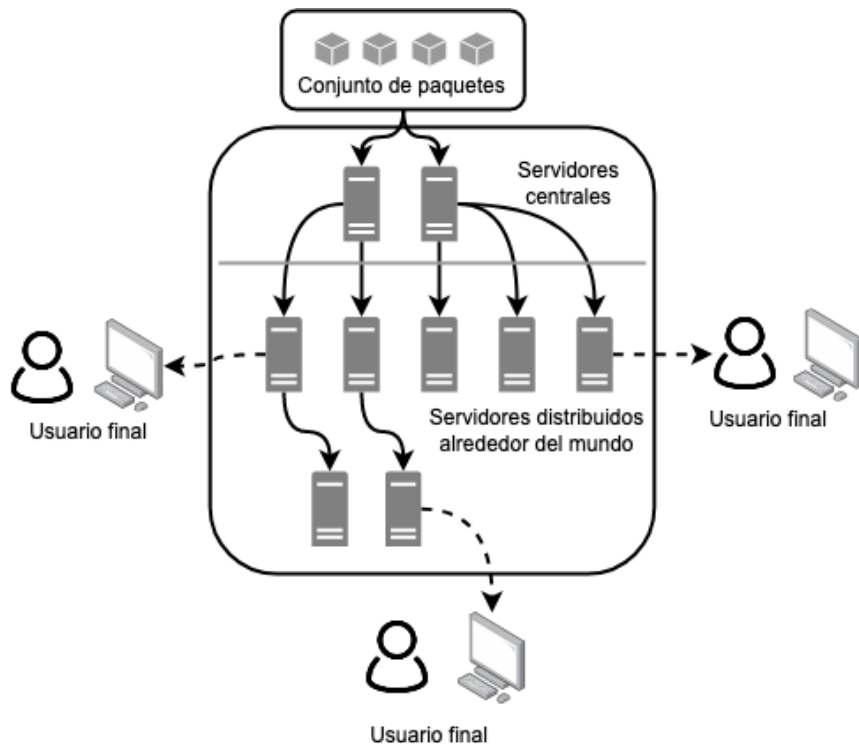 Conjunto de paquetes
Servidores
centrales
Usuario final
Servidores distribuidos
alrededor del mundo
Usuario final
Usuario final